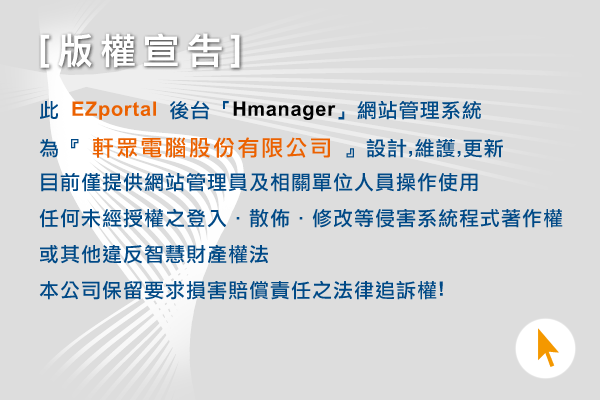 [版權宣告]
此 EZportal 後台「Hmanager」網站管理系統
為『 軒眾電腦股份有限公司 』設計,維護,更新
目前僅提供網站管理員及相關單位人員操作使用
任何未經授權之登入‧散佈‧修改等侵害系統程式著作權
或其他違反智慧財產權法
本公司保留要求損害賠償責任之法律追訴權!